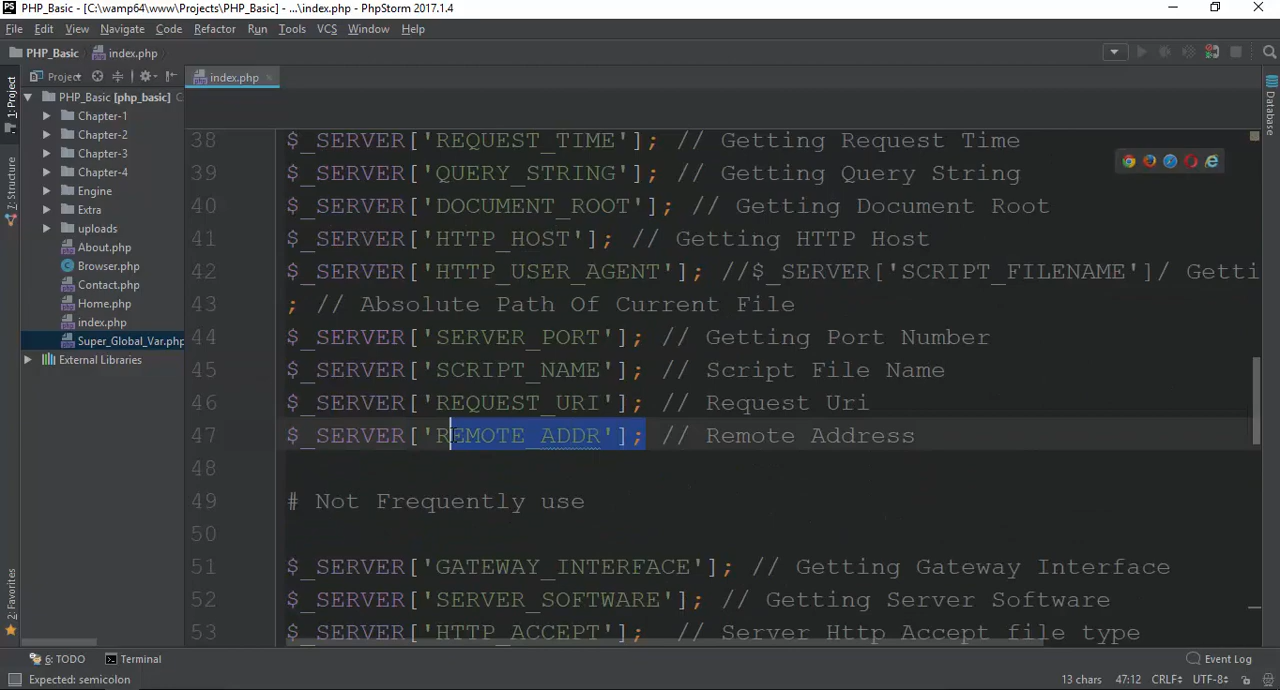 PHP_Basic - [C:\wamp64\www\Projects\PHP_Basic] - ...\index.php - PhpStorm 2017.1.4
File Edit View Navigate Code Refactor Run Tools VCS Window Help
PHP_Basic index.php
Project index.php
1: Project
7: Structure
2: Favorites
Database
PHP_Basic [php_basic] C
Chapter-1
Chapter-2
Chapter-3
Chapter-4
Engine
Extra
uploads
About.php
Browser.php
Contact.php
Home.php
index.php
Super_Global_Var.php
External Libraries
38 $_SERVER['REQUEST_TIME']; // Getting Request Time
39 $_SERVER['QUERY_STRING']; // Getting Query String
40 $_SERVER['DOCUMENT_ROOT']; // Getting Document Root
41 $_SERVER['HTTP_HOST']; // Getting HTTP Host
42 $_SERVER['HTTP_USER_AGENT']; //$_SERVER['SCRIPT_FILENAME']/ Getti
43 ; // Absolute Path Of Current File
44 $_SERVER['SERVER_PORT']; // Getting Port Number
45 $_SERVER['SCRIPT_NAME']; // Script File Name
46 $_SERVER['REQUEST_URI']; // Request Uri
47 $_SERVER['REMOTE_ADDR']; // Remote Address
48
49 # Not Frequently use
50
51 $_SERVER['GATEWAY_INTERFACE']; // Getting Gateway Interface
52 $_SERVER['SERVER_SOFTWARE']; // Getting Server Software
53 $_SERVER['HTTP_ACCEPT']; // Server Http Accept file type
6: TODO Terminal Event Log
Expected: semicolon 13 chars 47:12 CRLF UTF-8